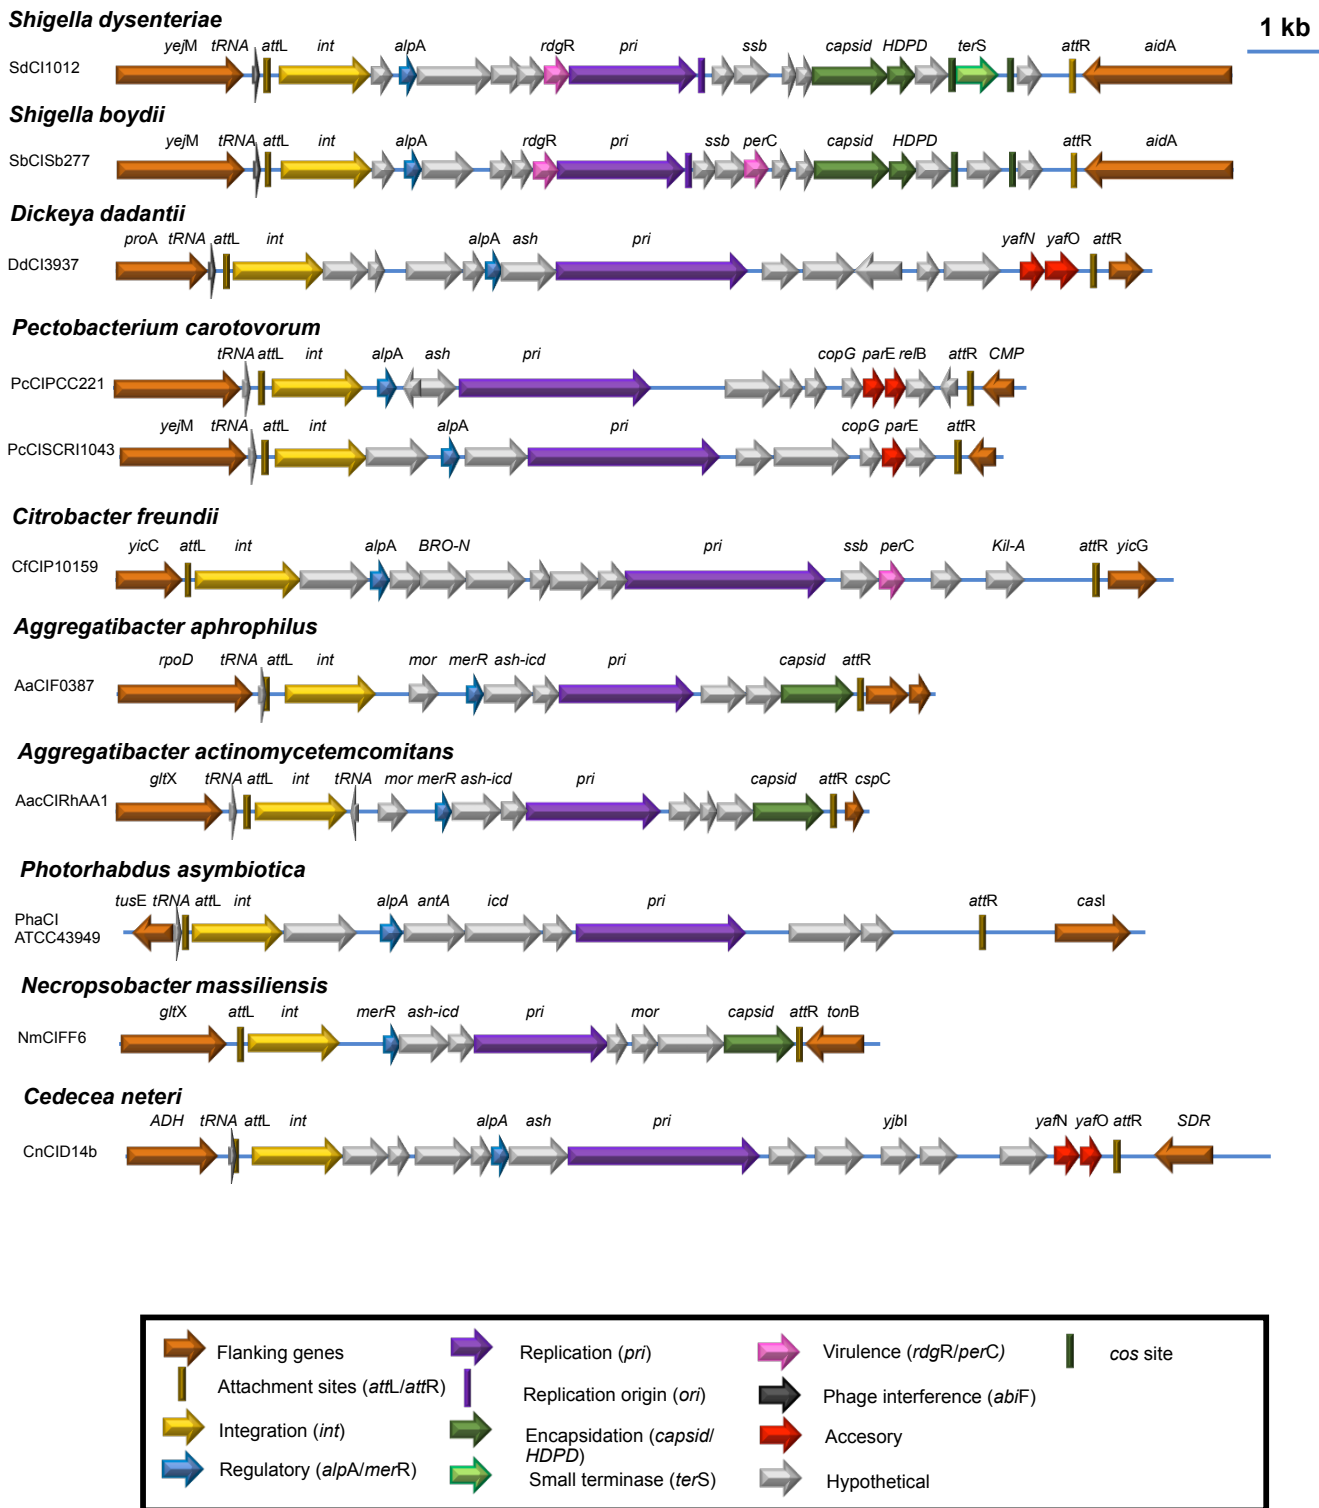 Shigella dysenteriae
1 kb
yejM tRNA attL int alpA rdgR pri ssb capsid HDPD terS attR aidA
SdCI1012
Shigella boydii
yejM tRNA attL int alpA rdgR pri ssb perC capsid HDPD attR aidA
SbCISb277
Dickeya dadantii
proA tRNA attL int alpA ash pri yafN yafO attR
DdCI3937
Pectobacterium carotovorum
tRNA attL int alpA ash pri copG parE relB attR CMP
PcCIPCC221
yejM tRNA attL int alpA pri copG parE attR
PcCISCRI1043
Citrobacter freundii
yicC attL int alpA BRO-N pri ssb perC Kil-A attR yicG
CfCIP10159
Aggregatibacter aphrophilus
rpoD tRNA attL int mor merR ash-icd pri capsid attR
AaCIF0387
Aggregatibacter actinomycetemcomitans
gltX tRNA attL int tRNA mor merR ash-icd pri capsid attR cspC
AacCIRhAA1
Photorhabdus asymbiotica
tusE tRNA attL int alpA antA icd pri attR casI
PhaCI
ATCC43949
Necropsobacter massiliensis
gltX attL int merR ash-icd pri mor capsid attR tonB
NmCIFF6
Cedecea neteri
ADH tRNA attL int alpA ash pri yjbI yafN yafO attR SDR
CnCID14b
Flanking genes
Attachment sites (attL/attR)
Integration (int)
Regulatory (alpA/merR)
Replication (pri)
Replication origin (ori)
Encapsidation (capsid/
HDPD)
Small terminase (terS)
Virulence (rdgR/perC)
Phage interference (abiF)
Accesory
Hypothetical
cos site